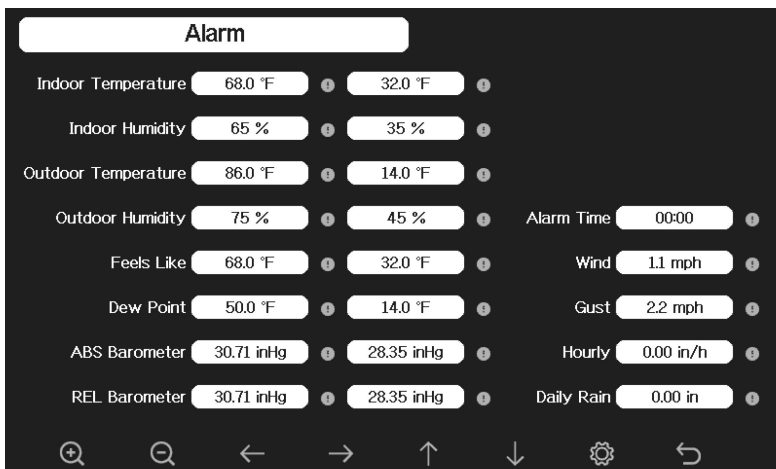 Alarm
Indoor Temperature 68.0 °F 32.0 °F
Indoor Humidity 65 % 35 %
Outdoor Temperature 86.0 °F 14.0 °F
Outdoor Humidity 75 % 45 % Alarm Time 00:00
Feels Like 68.0 °F 32.0 °F Wind 1.1 mph
Dew Point 50.0 °F 14.0 °F Gust 2.2 mph
ABS Barometer 30.71 inHg 28.35 inHg Hourly 0.00 in/h
REL Barometer 30.71 inHg 28.35 inHg Daily Rain 0.00 in